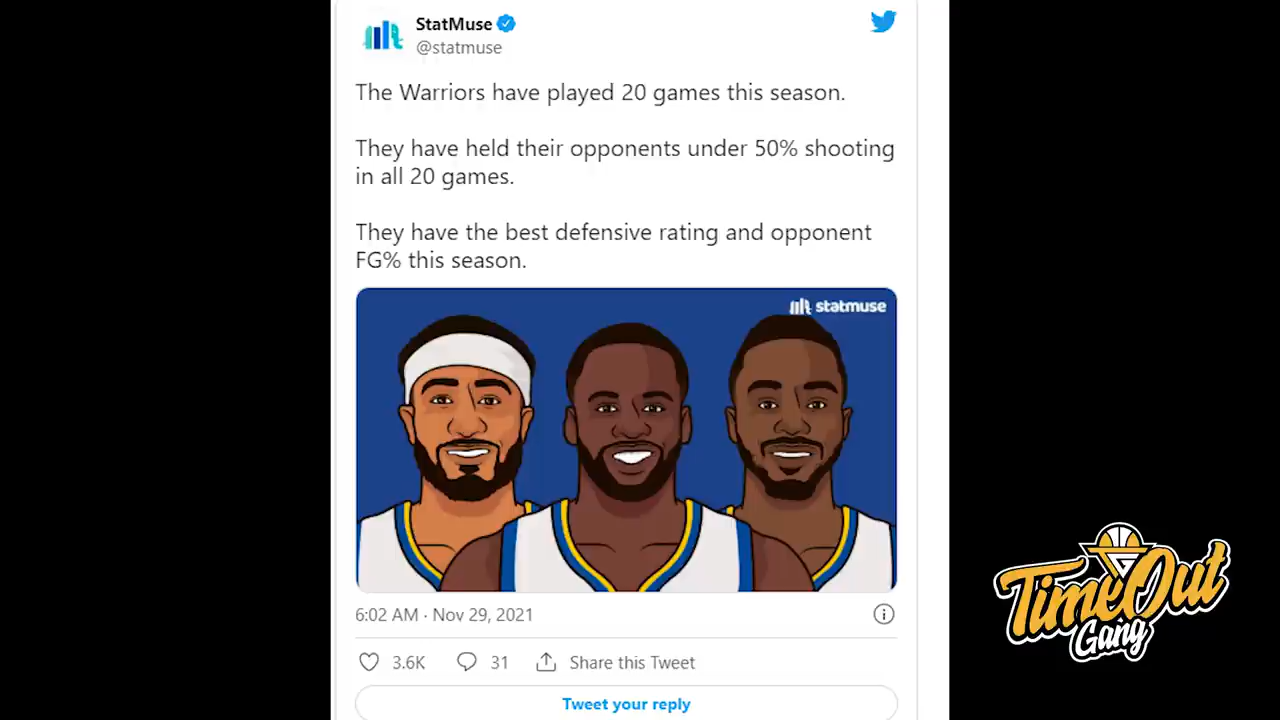 StatMuse
@statmuse
The Warriors have played 20 games this season.
They have held their opponents under 50% shooting
in all 20 games.
They have the best defensive rating and opponent
FG% this season.
statmuse
6:02 AM · Nov 29, 2021
3.6K 31 Share this Tweet
Tweet your reply
TimeOut
Gang